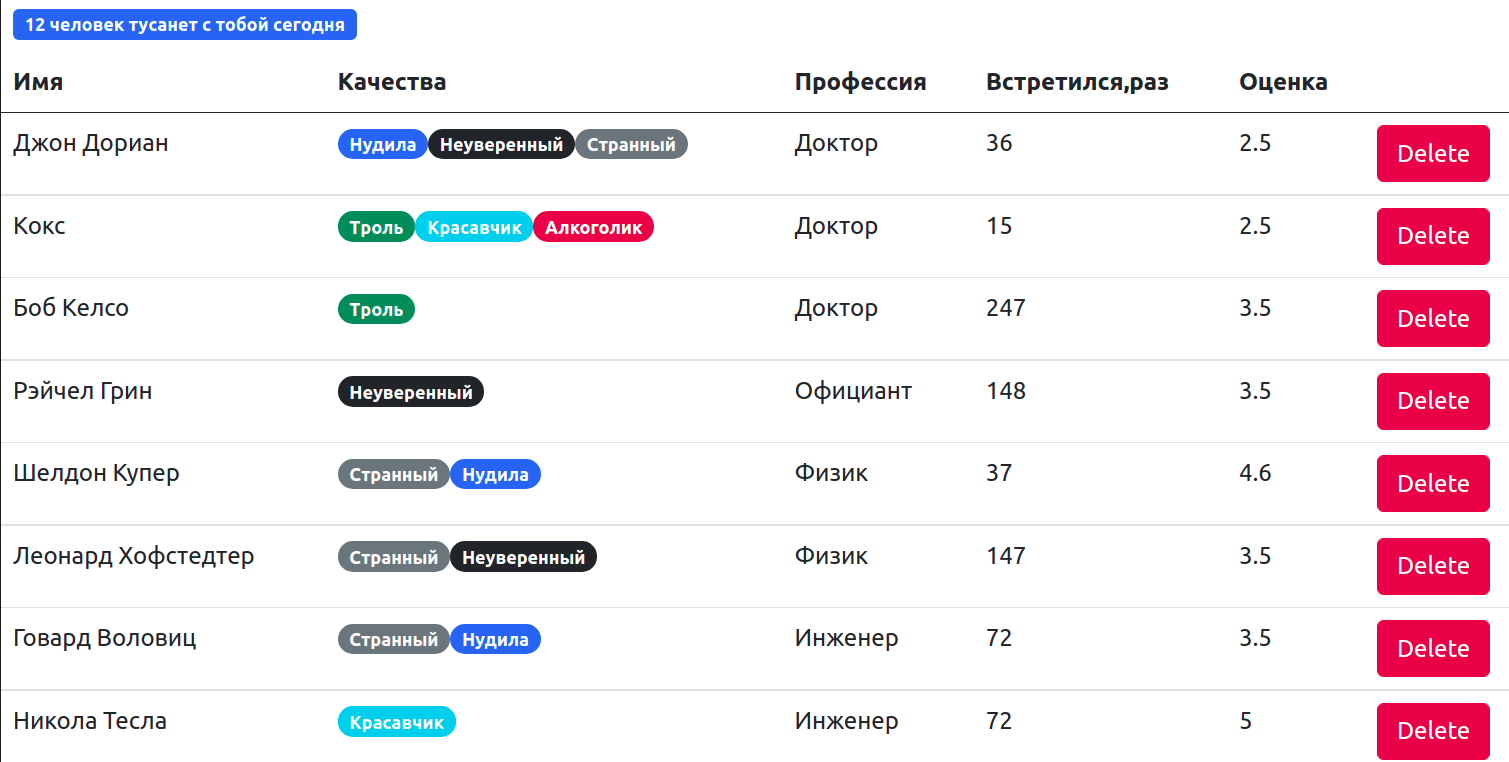 12 человек тусанет с тобой сегодня
Имя Качества Профессия Встретился,раз Оценка
Джон Дориан Нудила Неуверенный Странный Доктор 36 2.5 Delete
Кокс Троль Красавчик Алкоголик Доктор 15 2.5 Delete
Боб Келсо Троль Доктор 247 3.5 Delete
Рэйчел Грин Неуверенный Официант 148 3.5 Delete
Шелдон Купер Странный Нудила Физик 37 4.6 Delete
Леонард Хофстедтер Странный Неуверенный Физик 147 3.5 Delete
Говард Воловиц Странный Нудила Инженер 72 3.5 Delete
Никола Тесла Красавчик Инженер 72 5 Delete